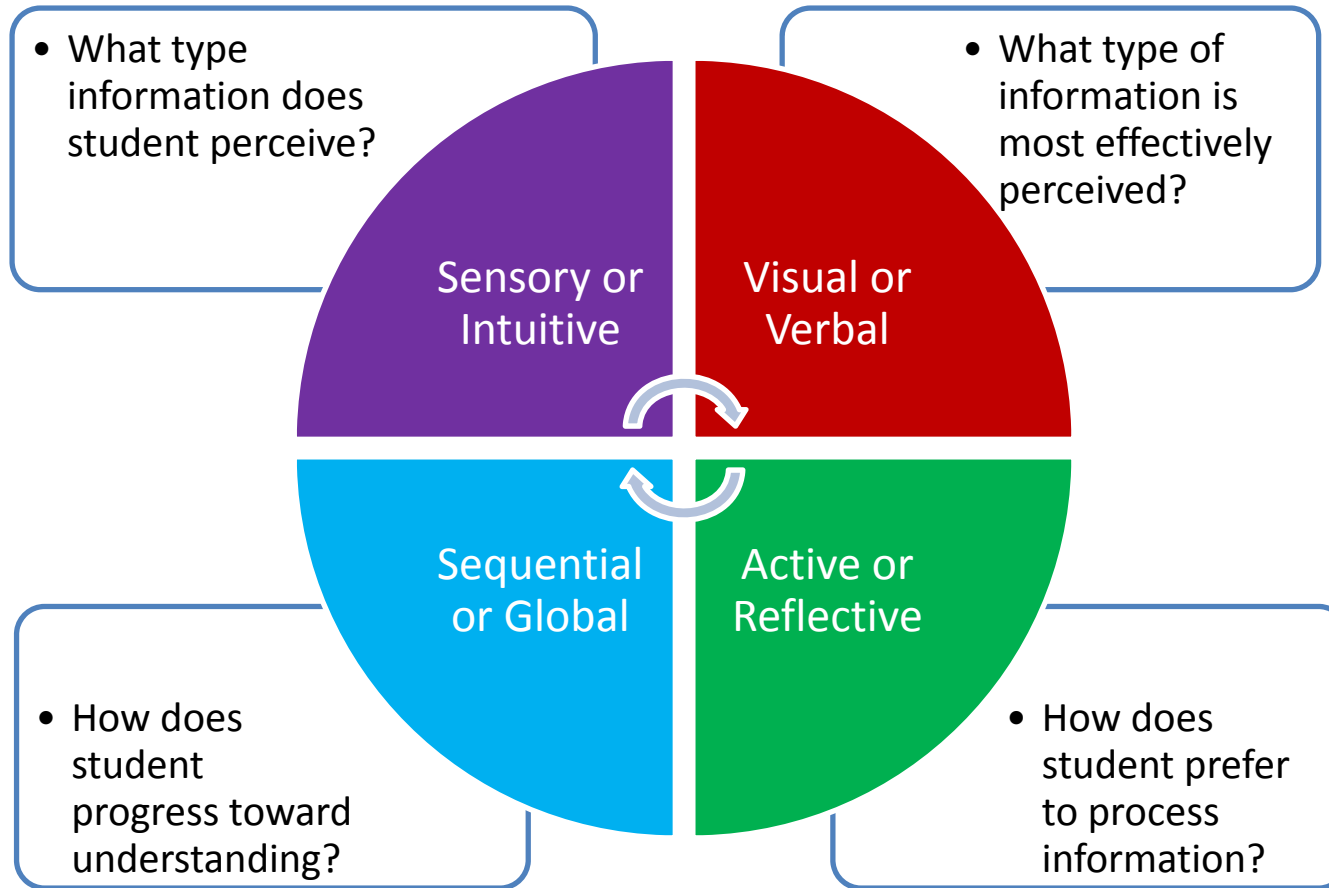 • What type
information does
student perceive?
• What type of
information is
most effectively
perceived?
Sensory or
Intuitive
Visual or
Verbal
Sequential
or Global
Active or
Reflective
• How does
student
progress toward
understanding?
• How does
student prefer
to process
information?